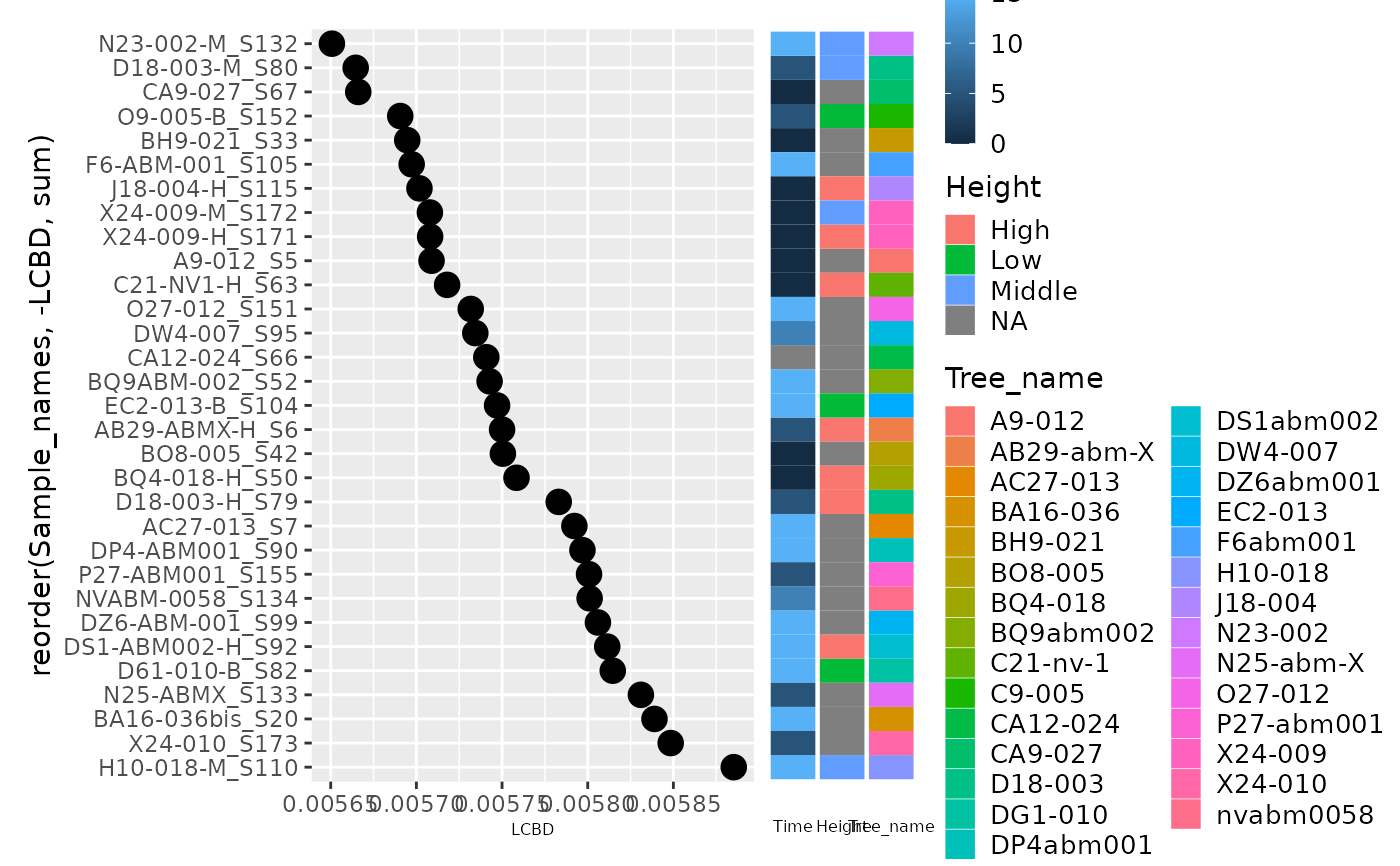 reorder(Sample_names, -LCBD, sum)
N23-002-M_S132
D18-003-M_S80
CA9-027_S67
O9-005-B_S152
BH9-021_S33
F6-ABM-001_S105
J18-004-H_S115
X24-009-M_S172
X24-009-H_S171
A9-012_S5
C21-NV1-H_S63
O27-012_S151
DW4-007_S95
CA12-024_S66
BQ9ABM-002_S52
EC2-013-B_S104
AB29-ABMX-H_S6
BO8-005_S42
BQ4-018-H_S50
D18-003-H_S79
AC27-013_S7
DP4-ABM001_S90
P27-ABM001_S155
NVABM-0058_S134
DZ6-ABM-001_S99
DS1-ABM002-H_S92
D61-010-B_S82
N25-ABMX_S133
BA16-036bis_S20
X24-010_S173
H10-018-M_S110
0.00565 0.00570 0.00575 0.00580 0.00585
LCBD
Time Height Tree_name
10
5
0
Height
High
Low
Middle
NA
Tree_name
A9-012
AB29-abm-X
AC27-013
BA16-036
BH9-021
BO8-005
BQ4-018
BQ9abm002
C21-nv-1
C9-005
CA12-024
CA9-027
D18-003
DG1-010
DP4abm001
DS1abm002
DW4-007
DZ6abm001
EC2-013
F6abm001
H10-018
J18-004
N23-002
N25-abm-X
O27-012
P27-abm001
X24-009
X24-010
nvabm0058